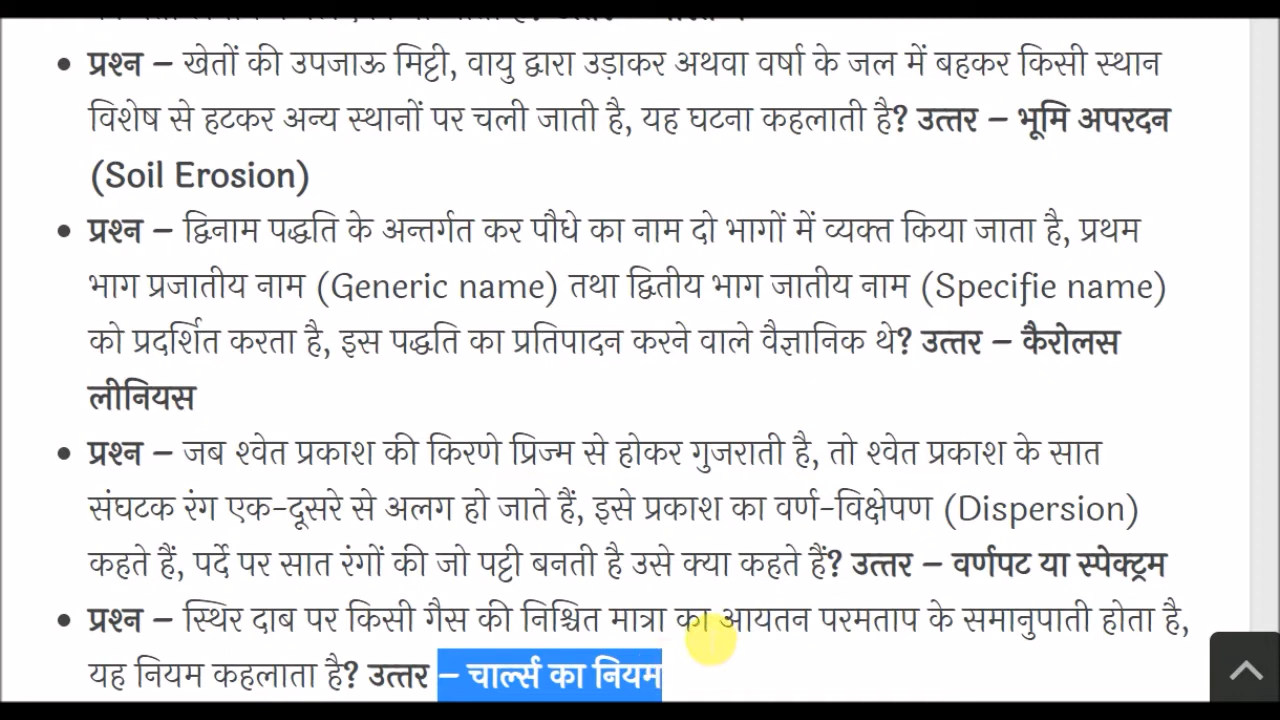 प्रश्न – खेतों की उपजाऊ मिट्टी, वायु द्वारा उड़ाकर अथवा वर्षा के जल में बहकर किसी स्थान
विशेष से हटकर अन्य स्थानों पर चली जाती है, यह घटना कहलाती है? उत्तर – भूमि अपरदन
(Soil Erosion)
प्रश्न – द्विनाम पद्धति के अन्तर्गत कर पौधे का नाम दो भागों में व्यक्त किया जाता है, प्रथम
भाग प्रजातीय नाम (Generic name) तथा द्वितीय भाग जातीय नाम (Specifie name)
को प्रदर्शित करता है, इस पद्धति का प्रतिपादन करने वाले वैज्ञानिक थे? उत्तर – कैरोलस
लीनियस
प्रश्न – जब श्वेत प्रकाश की किरणे प्रिज्म से होकर गुजराती है, तो श्वेत प्रकाश के सात
संघटक रंग एक-दूसरे से अलग हो जाते हैं, इसे प्रकाश का वर्ण-विक्षेपण (Dispersion)
कहते हैं, पर्दे पर सात रंगों की जो पट्टी बनती है उसे क्या कहते हैं? उत्तर – वर्णपट या स्पेक्ट्रम
प्रश्न – स्थिर दाब पर किसी गैस की निश्चित मात्रा का आयतन परमताप के समानुपाती होता है,
यह नियम कहलाता है? उत्तर – चार्ल्स का नियम